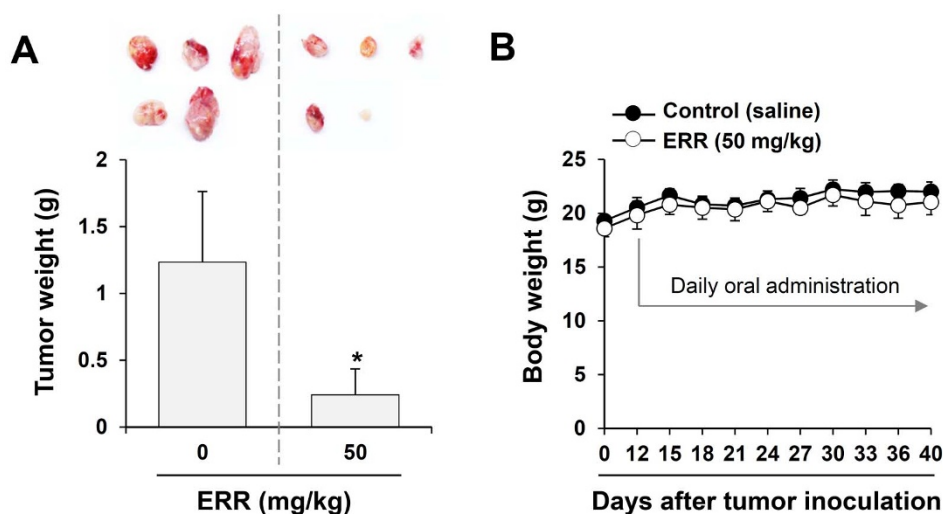 A
Tumor weight (g)
2
1.5
1
0.5
0
*
0 50
ERR (mg/kg)
B
Control (saline)
ERR (50 mg/kg)
Body weight (g)
25
20
15
10
5
0
Daily oral administration
0 12 15 18 21 24 27 30 33 36 40
Days after tumor inoculation